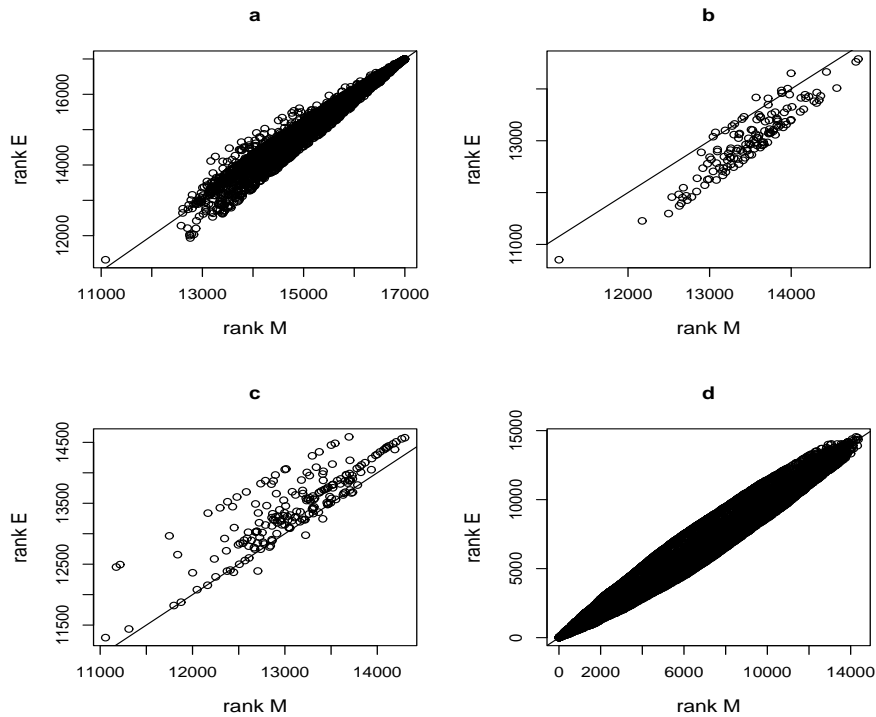 a
rank E
12000 14000 16000
11000 13000 15000 17000
rank M
b
rank E
11000 13000
12000 13000 14000
rank M
c
rank E
11500 12500 13500 14500
11000 12000 13000 14000
rank M
d
rank E
0 5000 10000 15000
0 2000 6000 10000 14000
rank M